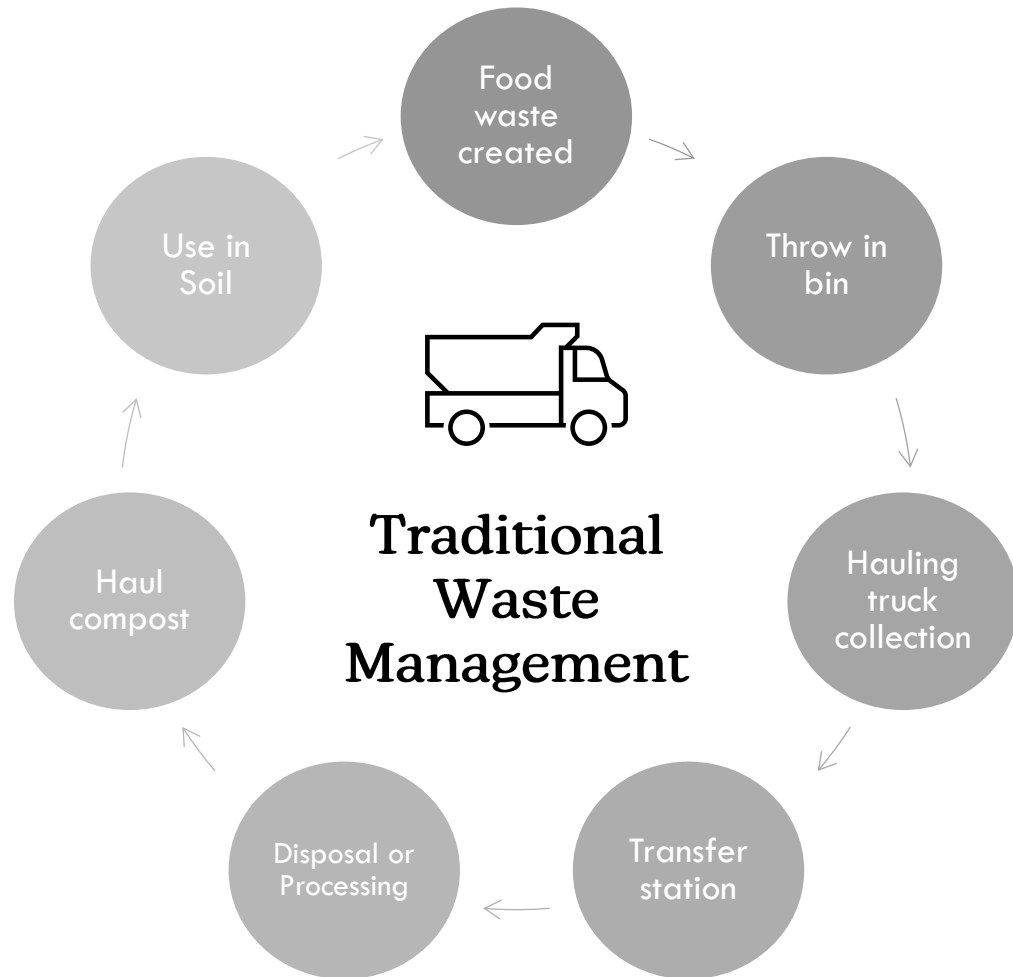 Food
waste
created
Throw in
bin
Hauling
truck
collection
Transfer
station
Disposal or
Processing
Haul
compost
Use in
Soil
Traditional
Waste
Management